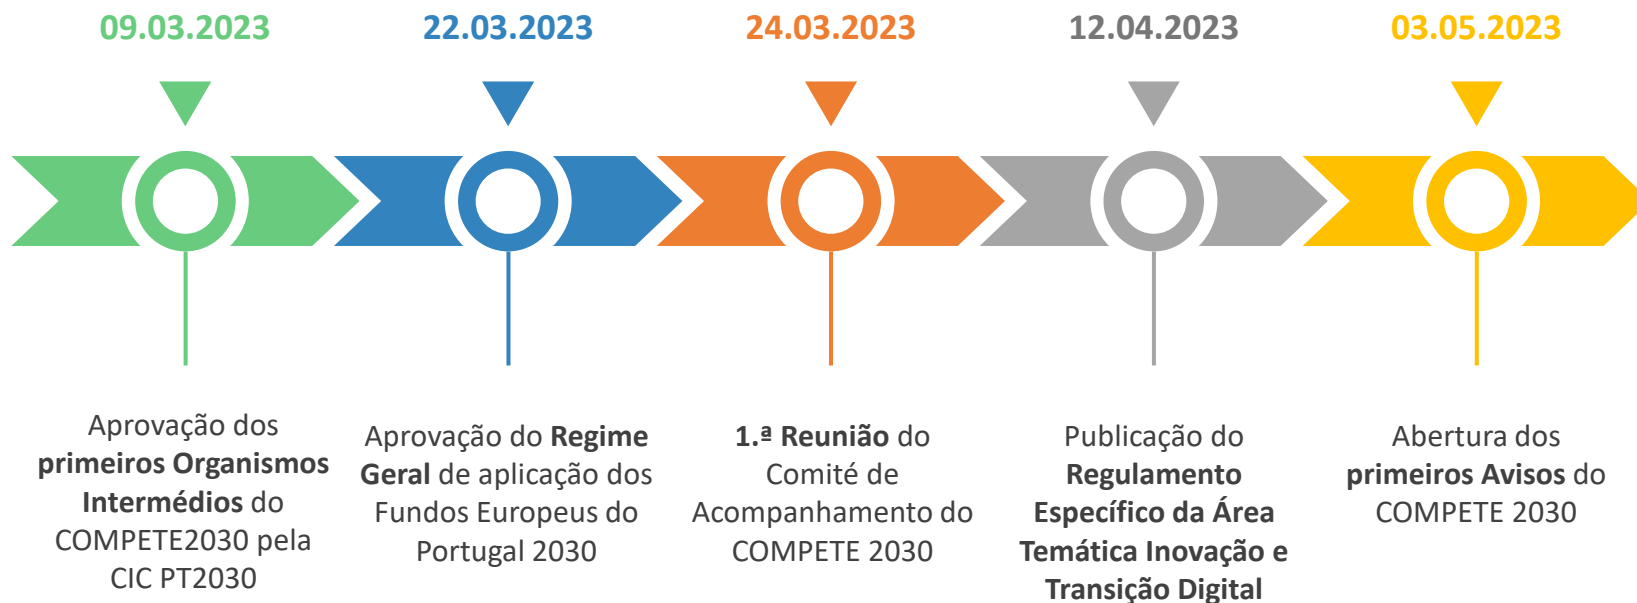 09.03.2023
22.03.2023
24.03.2023
12.04.2023
03.05.2023
Aprovação dos
primeiros Organismos
Intermédios do
COMPETE2030 pela
CIC PT2030
Aprovação do Regime
Geral de aplicação dos
Fundos Europeus do
Portugal 2030
1.ª Reunião do
Comité de
Acompanhamento do
COMPETE 2030
Publicação do
Regulamento
Específico da Área
Temática Inovação e
Transição Digital
Abertura dos
primeiros Avisos do
COMPETE 2030